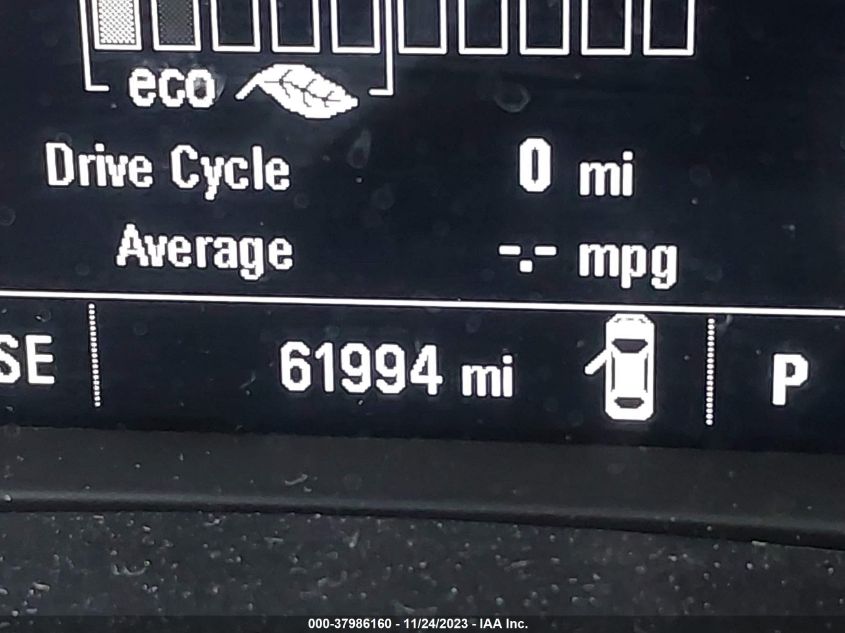 eco
Drive Cycle 0 mi
Average -.- mpg
SE 61994 mi P
000-37986160 - 11/24/2023 - IAA Inc.